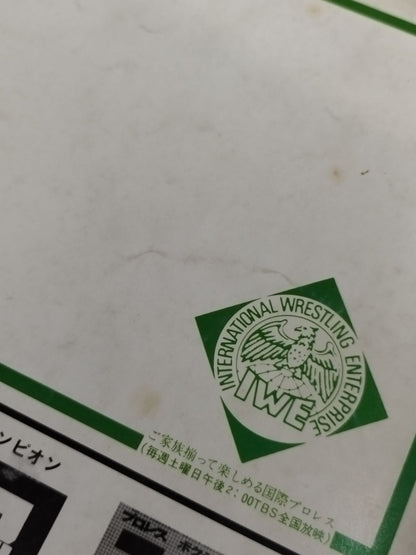 INTERNATIONAL WRESTLING ENTERPRISE
IWE
ご家族揃って楽しめる国際プロレス
(毎週土曜日午後2:00TBS全国放映)
ンピオン
プロレス